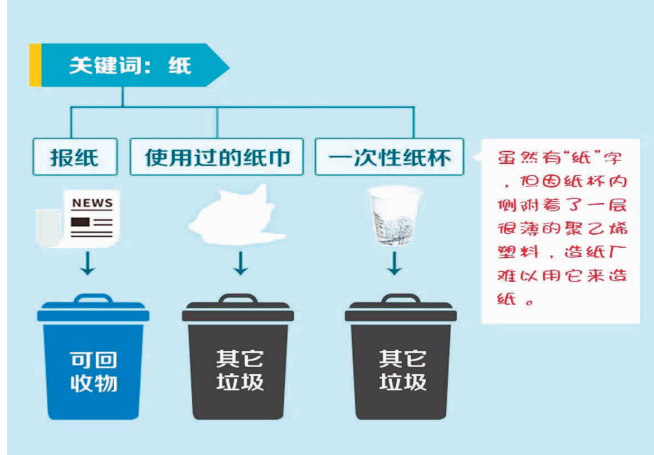 关键词：纸
报纸
使用过的纸巾
一次性纸杯
虽然有“纸”字
，但因纸杯内
侧附着了一层
很薄的聚乙烯
塑料，造纸厂
难以用它来造
纸。
NEWS
可回
收物
其它
垃圾
其它
垃圾